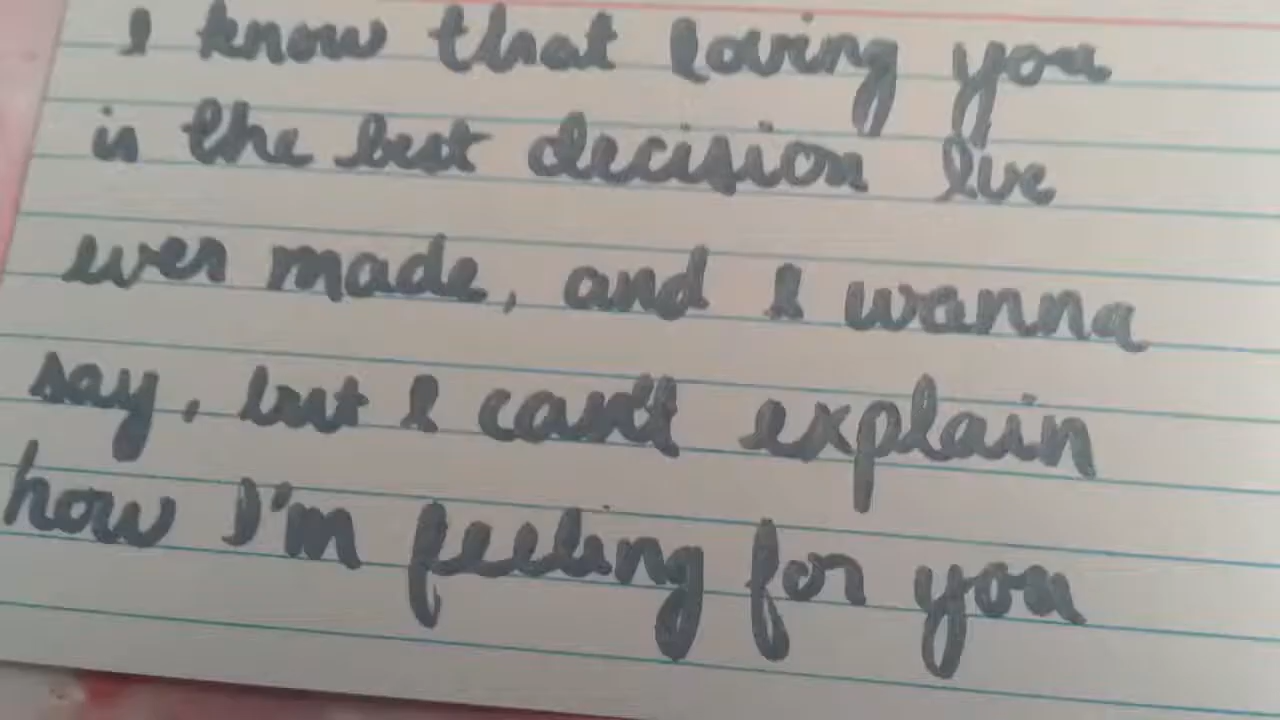 I know that loving you
is the best decision I've
ever made, and I wanna
say, but I can't explain
how I'm feeling for you